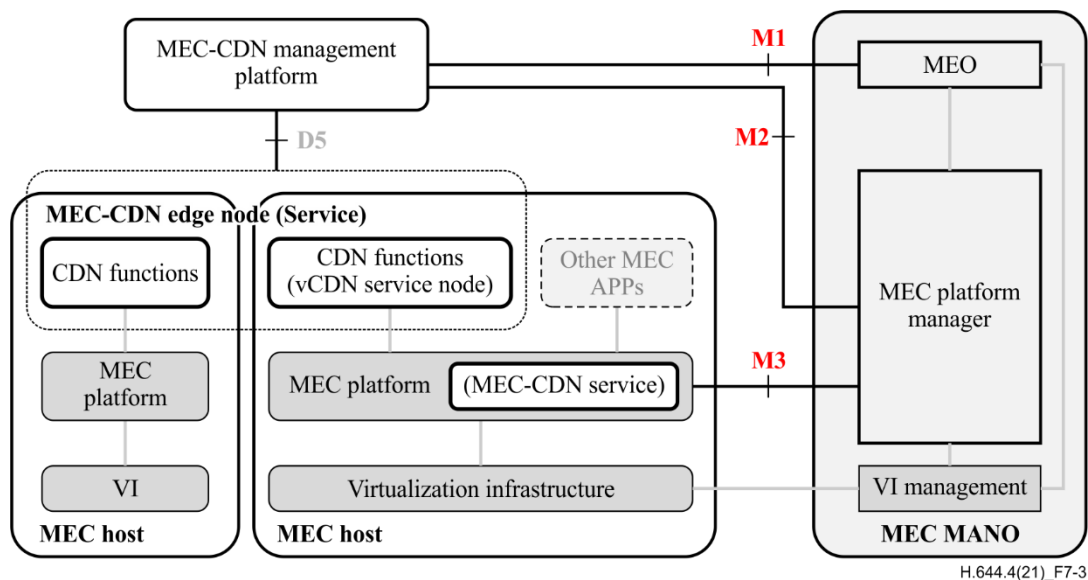 MEC-CDN management
platform
M1
MEO
D5
M2
MEC-CDN edge node (Service)
CDN functions
CDN functions
(vCDN service node)
Other MEC
APPs
MEC platform
manager
MEC
platform
MEC platform
(MEC-CDN service)
M3
VI
Virtualization infrastructure
VI management
MEC host
MEC host
MEC MANO
H.644.4(21)_F7-3